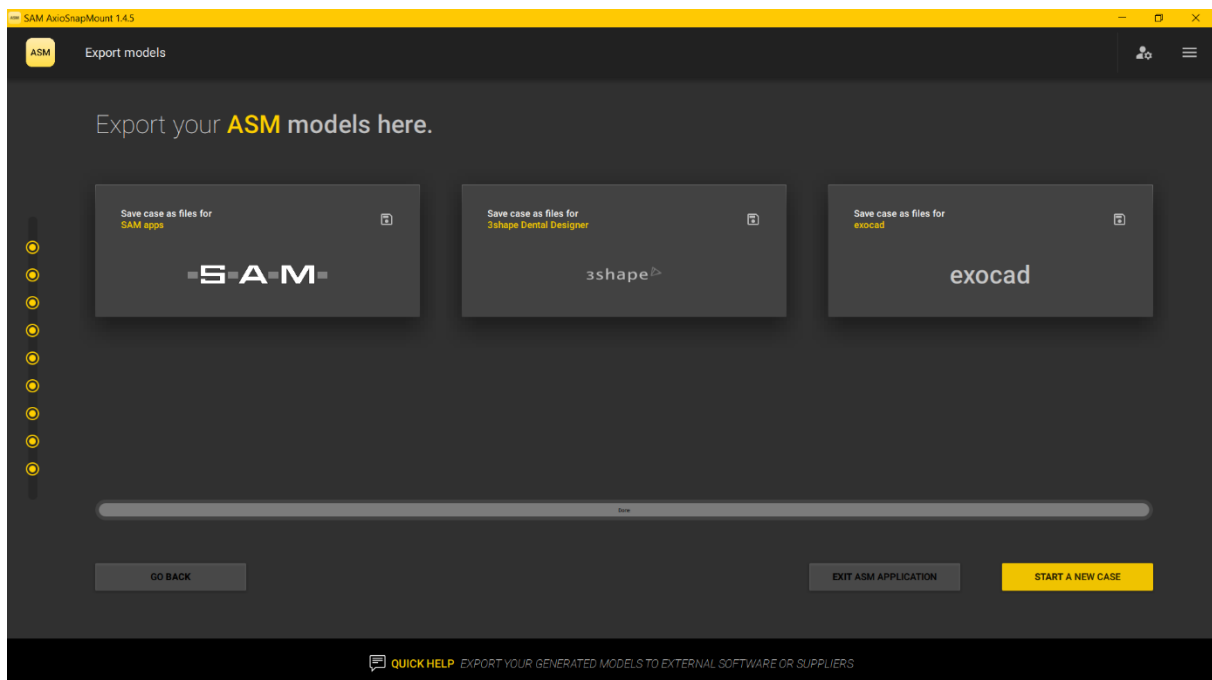 ASM SAM AxioSnapMount 1.4.5
ASM Export models
Export your ASM models here.
Save case as files for
SAM apps
S-A-M
Save case as files for
3shape Dental Designer
3shape
Save case as files for
exocad
exocad
Done
GO BACK
EXIT ASM APPLICATION
START A NEW CASE
QUICK HELP EXPORT YOUR GENERATED MODELS TO EXTERNAL SOFTWARE OR SUPPLIERS